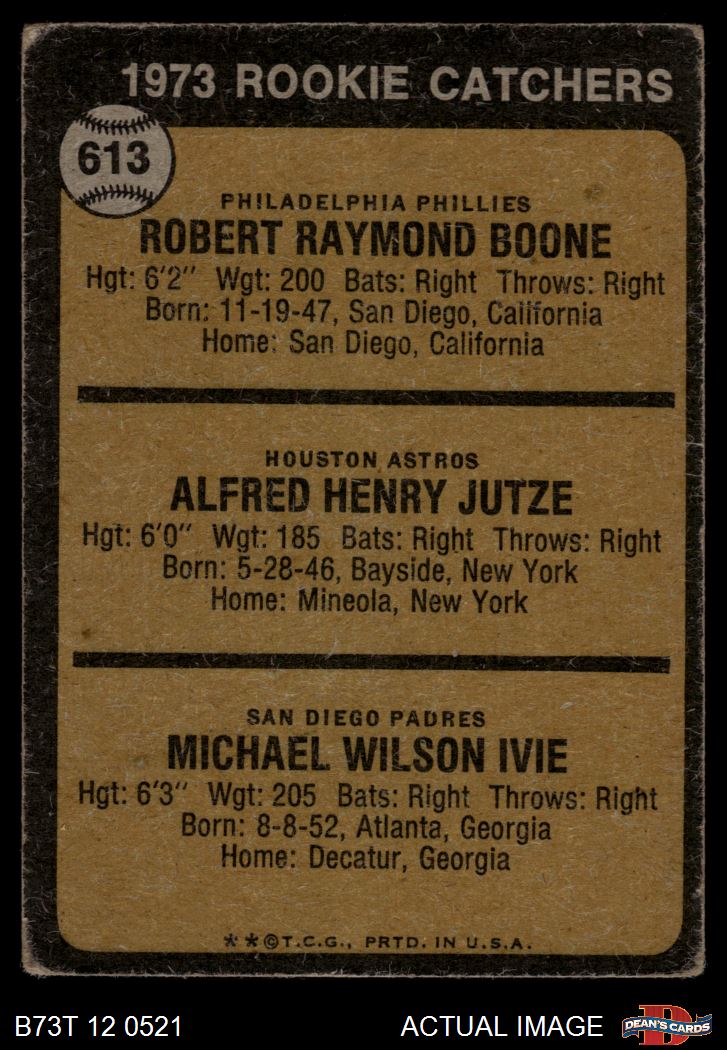 1973 ROOKIE CATCHERS
613
PHILADELPHIA PHILLIES
ROBERT RAYMOND BOONE
Hgt: 6'2" Wgt: 200 Bats: Right Throws: Right
Born: 11-19-47, San Diego, California
Home: San Diego, California
HOUSTON ASTROS
ALFRED HENRY JUTZE
Hgt: 6'0" Wgt: 185 Bats: Right Throws: Right
Born: 5-28-46, Bayside, New York
Home: Mineola, New York
SAN DIEGO PADRES
MICHAEL WILSON IVIE
Hgt: 6'3" Wgt: 205 Bats: Right Throws: Right
Born: 8-8-52, Atlanta, Georgia
Home: Decatur, Georgia
**©T.C.G., PRTD. IN U.S.A.
B73T 12 0521 ACTUAL IMAGE D DEAN'S CARDS